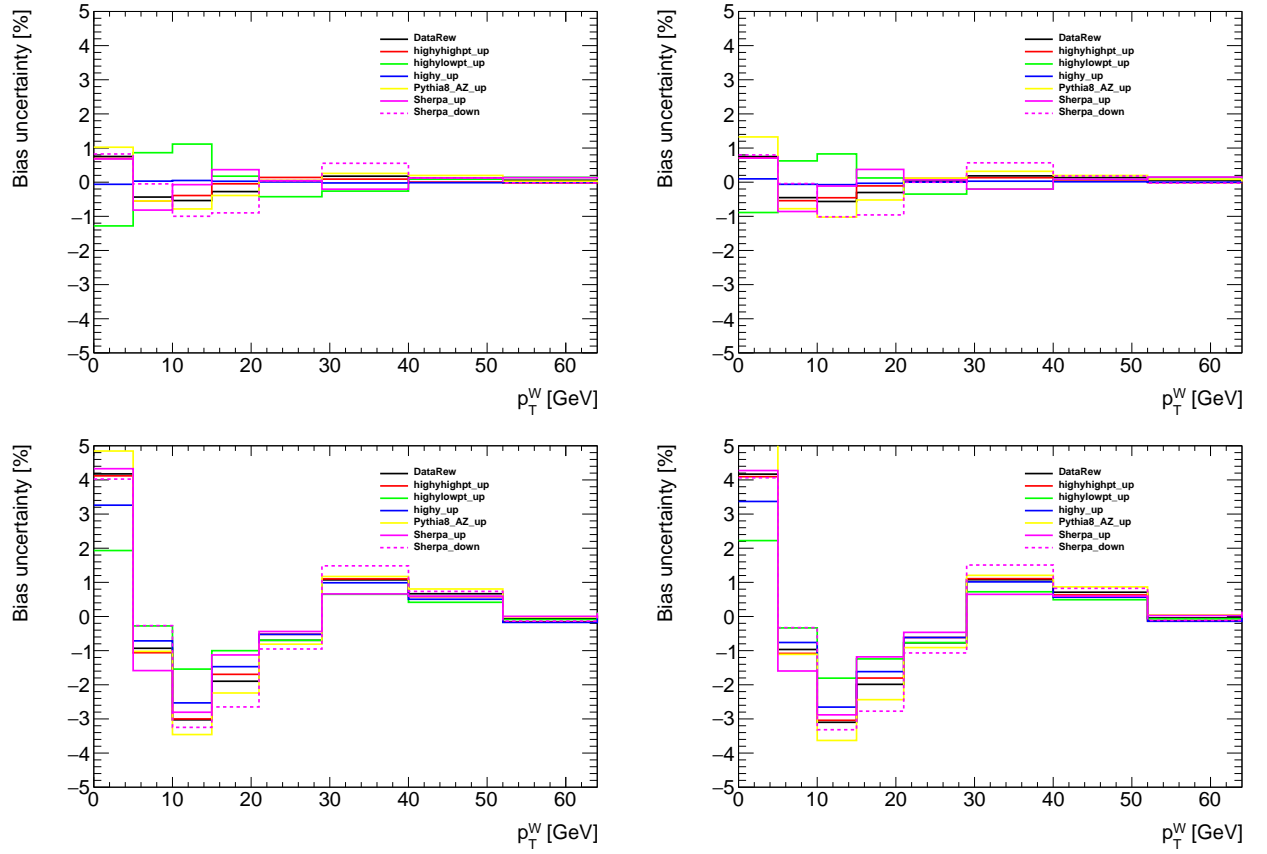 Bias uncertainty [%]
5
4
3
2
1
0
−1
−2
−3
−4
−5
DataRew
highyhighpt_up
highylowpt_up
highy_up
Pythia8_AZ_up
Sherpa_up
Sherpa_down
0 10 20 30 40 50 60
p_T^W [GeV]
Bias uncertainty [%]
5
4
3
2
1
0
−1
−2
−3
−4
−5
DataRew
highyhighpt_up
highylowpt_up
highy_up
Pythia8_AZ_up
Sherpa_up
Sherpa_down
0 10 20 30 40 50 60
p_T^W [GeV]
Bias uncertainty [%]
5
4
3
2
1
0
−1
−2
−3
−4
−5
DataRew
highyhighpt_up
highylowpt_up
highy_up
Pythia8_AZ_up
Sherpa_up
Sherpa_down
0 10 20 30 40 50 60
p_T^W [GeV]
Bias uncertainty [%]
5
4
3
2
1
0
−1
−2
−3
−4
−5
DataRew
highyhighpt_up
highylowpt_up
highy_up
Pythia8_AZ_up
Sherpa_up
Sherpa_down
0 10 20 30 40 50 60
p_T^W [GeV]